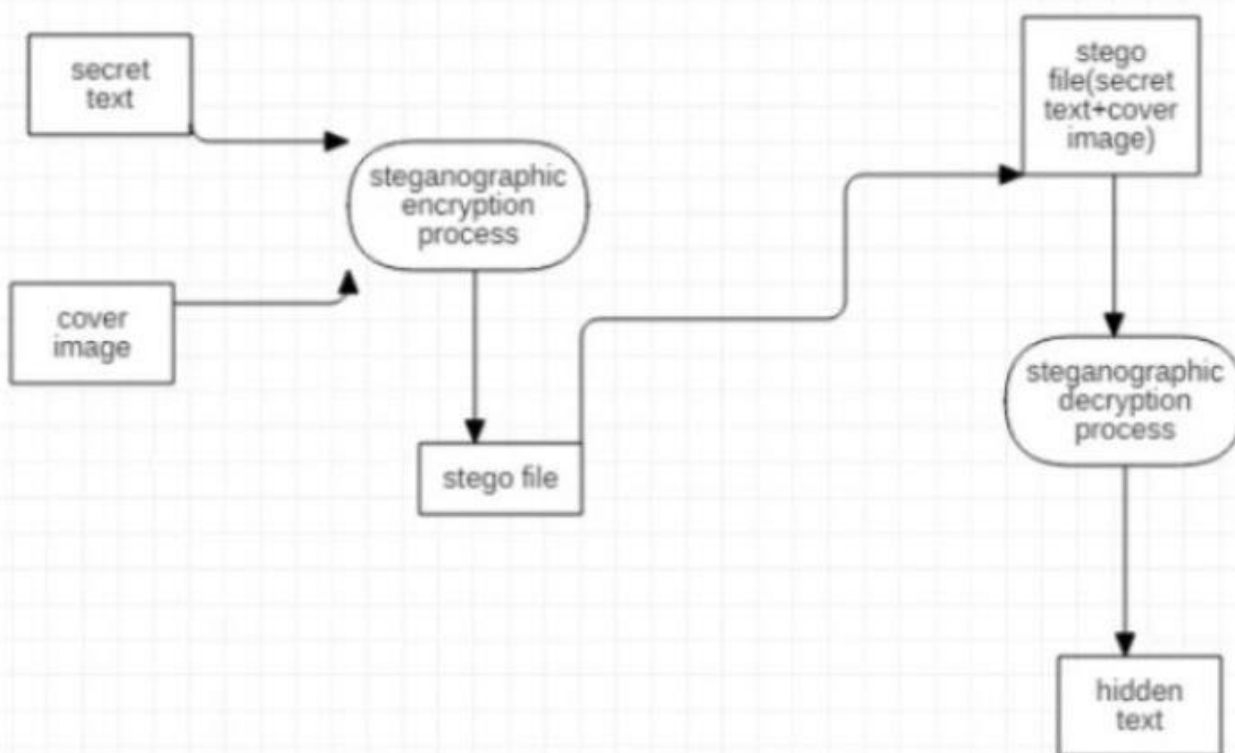 secret
text
steganographic
encryption
process
cover
image
stego file
stego
file(secret
text+cover
image)
steganographic
decryption
process
hidden
text